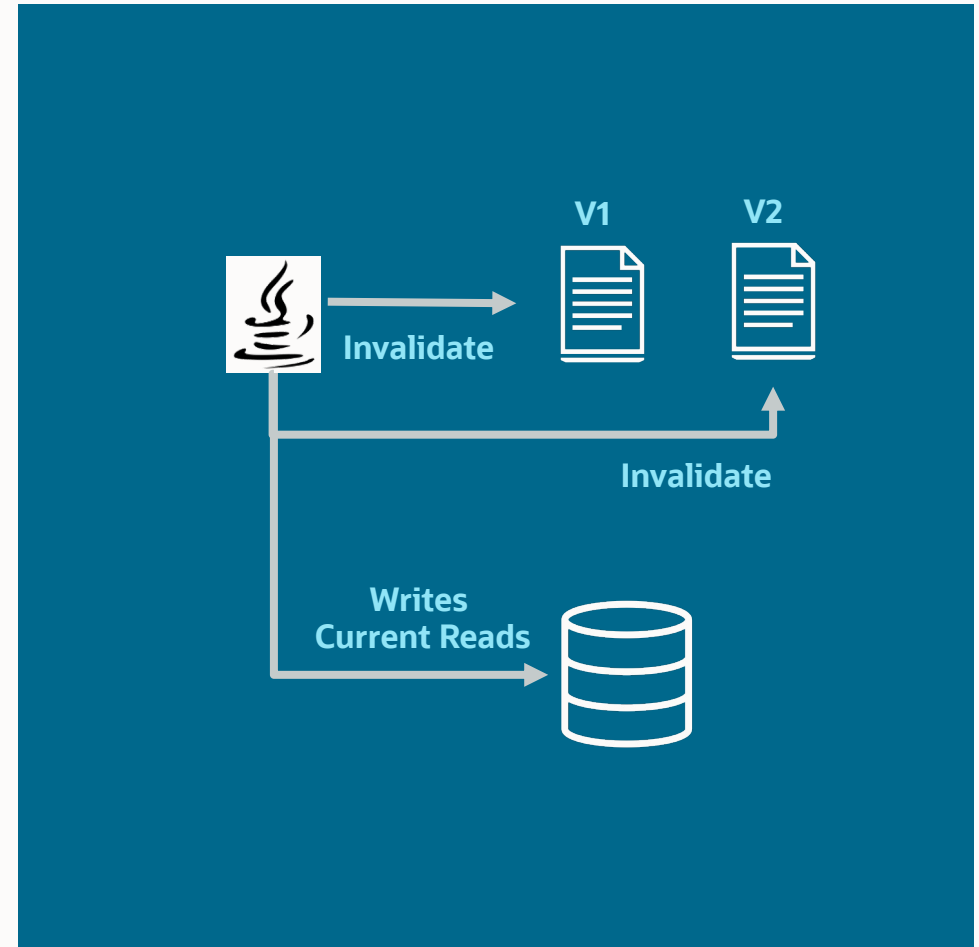 V1
V2
Invalidate
Invalidate
Writes
Current Reads